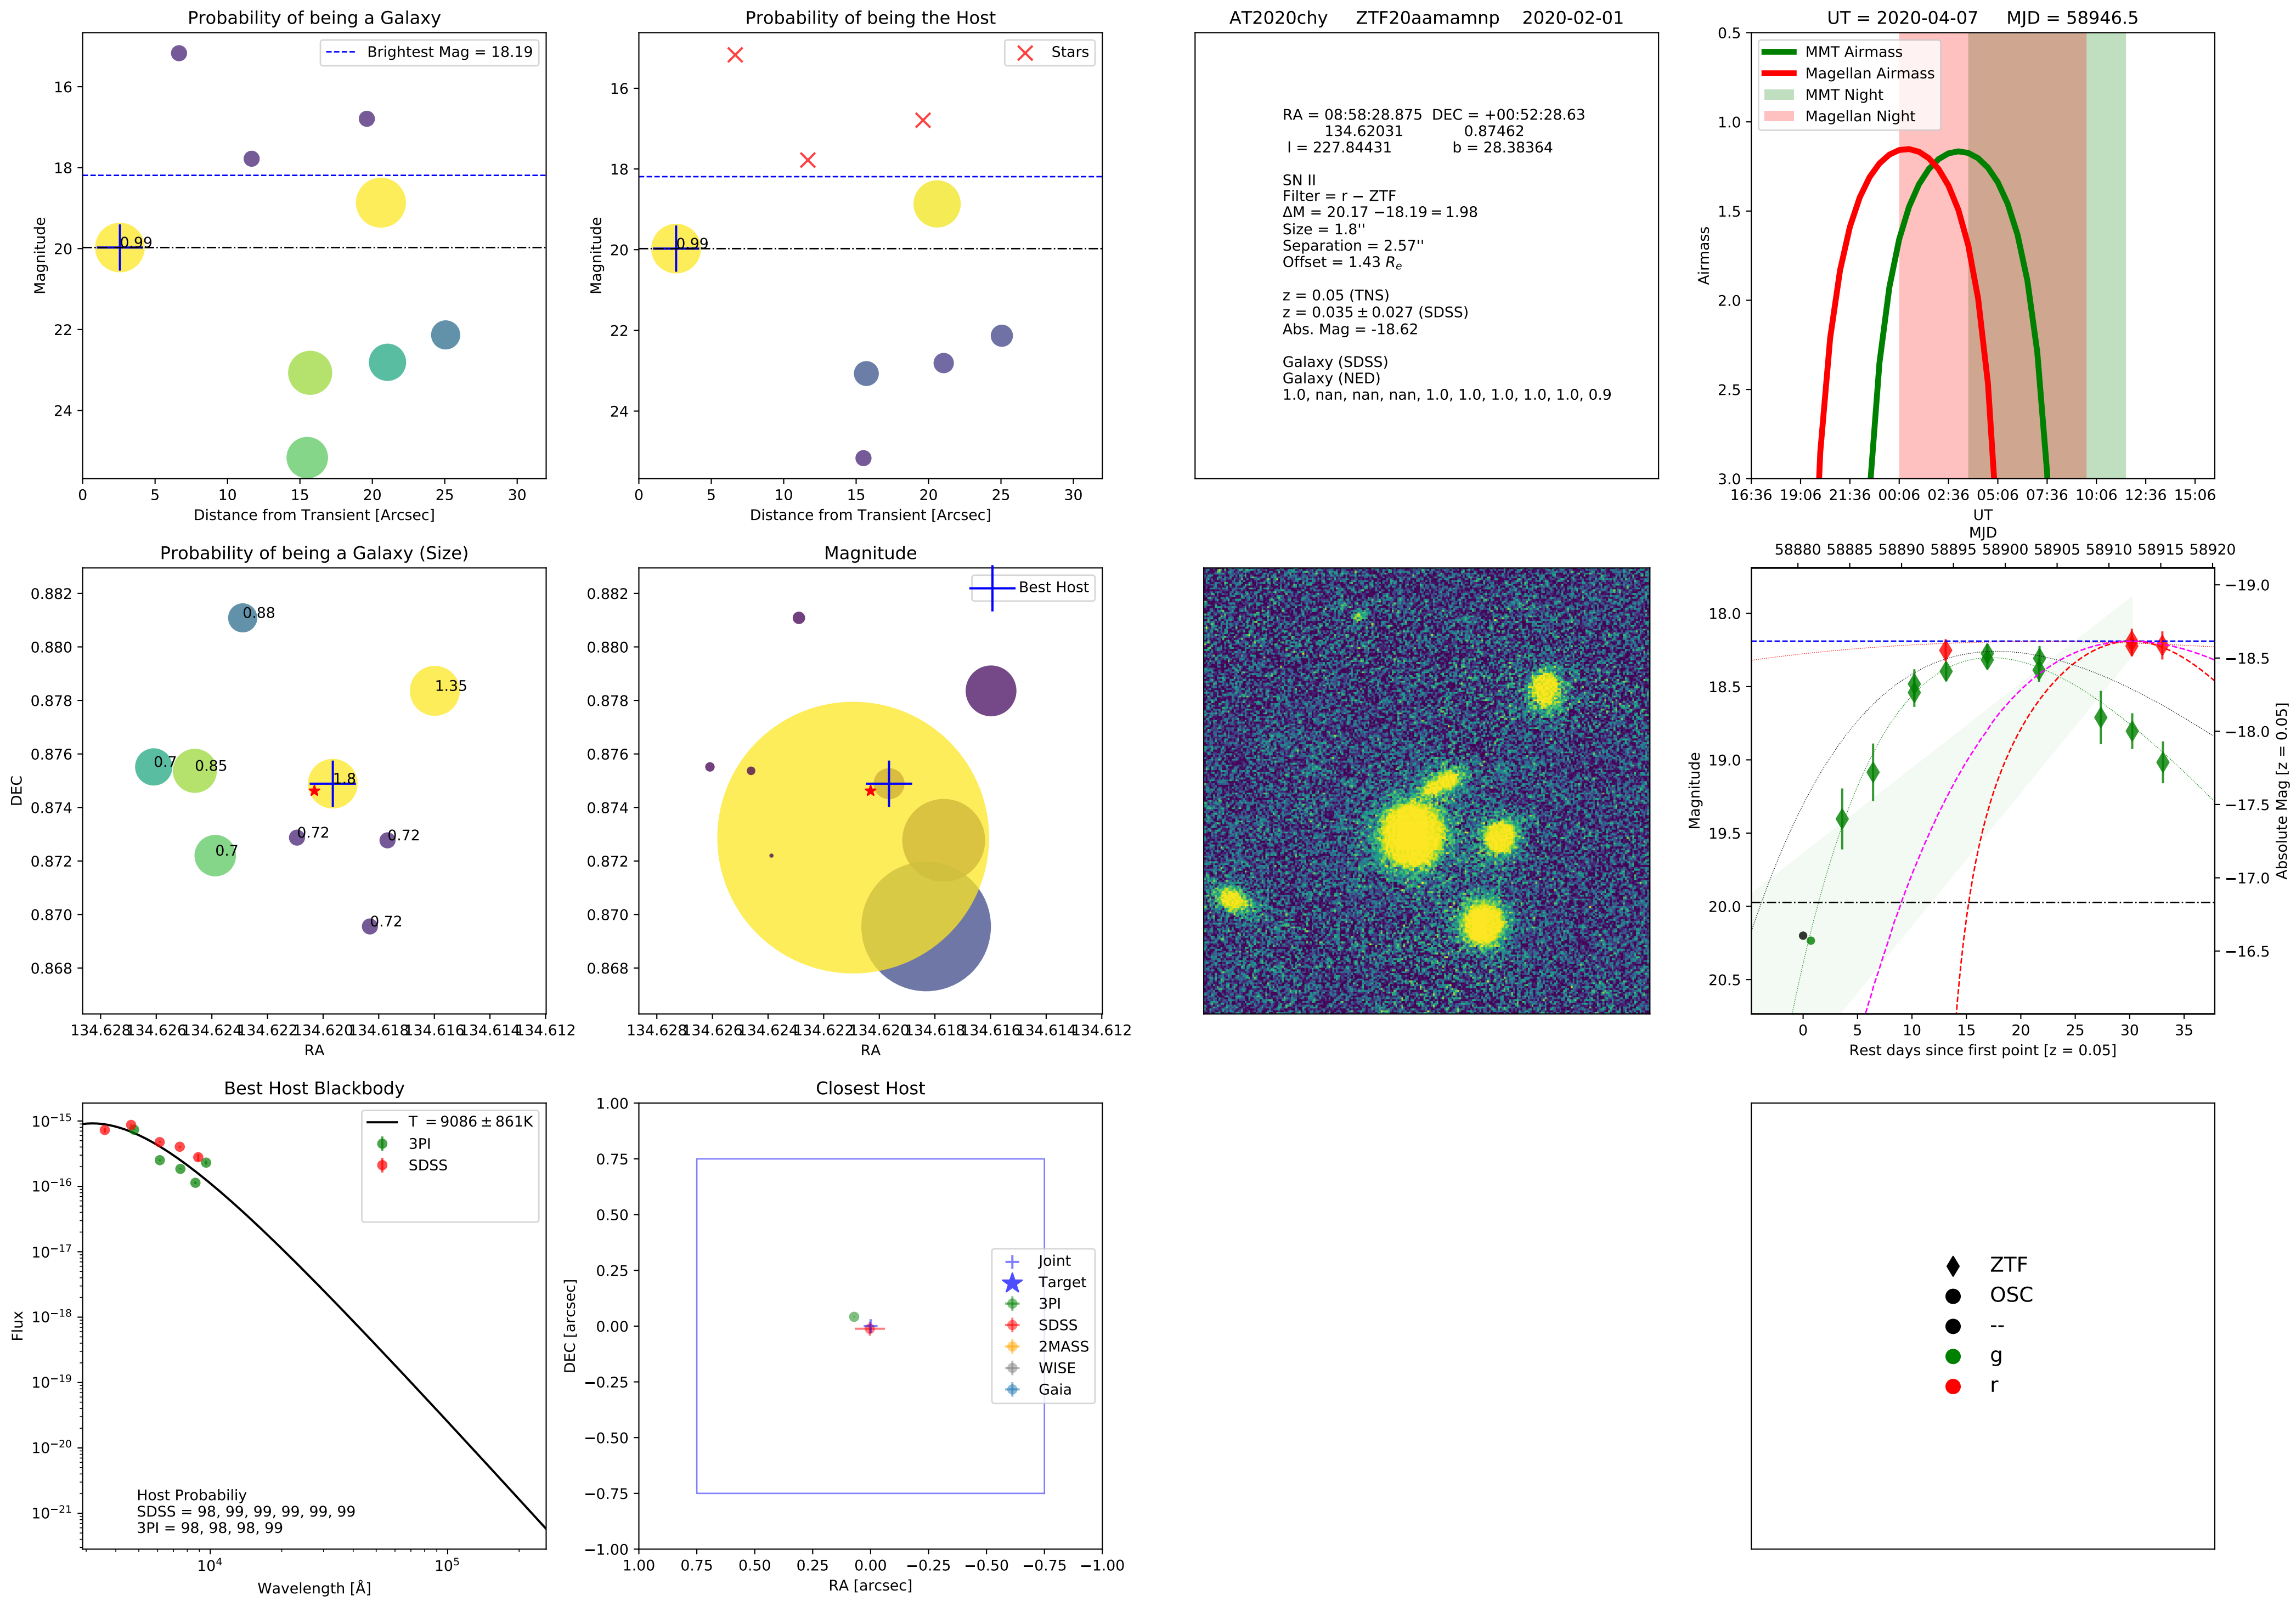 Probability of being a Galaxy
Brightest Mag = 18.19
0.99
16
18
20
22
24
Magnitude
0 5 10 15 20 25 30
Distance from Transient [Arcsec]
Probability of being the Host
Stars
0.99
16
18
20
22
24
Magnitude
0 5 10 15 20 25 30
Distance from Transient [Arcsec]
AT2020chy ZTF20aamamnp 2020-02-01
RA = 08:58:28.875 DEC = +00:52:28.63
134.62031 0.87462
l = 227.84431 b = 28.38364
SN II
Filter = r − ZTF
ΔM = 20.17 −18.19 = 1.98
Size = 1.8''
Separation = 2.57''
Offset = 1.43 Re
z = 0.05 (TNS)
z = 0.035 ± 0.027 (SDSS)
Abs. Mag = -18.62
Galaxy (SDSS)
Galaxy (NED)
1.0, nan, nan, nan, 1.0, 1.0, 1.0, 1.0, 1.0, 0.9
UT = 2020-04-07 MJD = 58946.5
MMT Airmass
Magellan Airmass
MMT Night
Magellan Night
0.5
1.0
1.5
2.0
2.5
3.0
Airmass
16:36 19:06 21:36 00:06 02:36 05:06 07:36 10:06 12:36 15:06
UT
Probability of being a Galaxy (Size)
0.88
1.35
0.7
0.85
1.8
0.72
0.72
0.7
0.72
0.882
0.880
0.878
0.876
0.874
0.872
0.870
0.868
DEC
134.628 134.626 134.624 134.622 134.620 134.618 134.616 134.614 134.612
RA
Magnitude
Best Host
0.882
0.880
0.878
0.876
0.874
0.872
0.870
0.868
134.628 134.626 134.624 134.622 134.620 134.618 134.616 134.614 134.612
RA
MJD
58880 58885 58890 58895 58900 58905 58910 58915 58920
18.0
18.5
19.0
19.5
20.0
20.5
Magnitude
−19.0
−18.5
−18.0
−17.5
−17.0
−16.5
Absolute Mag [z = 0.05]
0 5 10 15 20 25 30 35
Rest days since first point [z = 0.05]
Best Host Blackbody
T = 9086 ± 861K
3PI
SDSS
10−15
10−16
10−17
10−18
10−19
10−20
10−21
Flux
Host Probabiliy
SDSS = 98, 99, 99, 99, 99, 99
3PI = 98, 98, 98, 99
104 105
Wavelength [Å]
Closest Host
Joint
Target
3PI
SDSS
2MASS
WISE
Gaia
1.00
0.75
0.50
0.25
0.00
−0.25
−0.50
−0.75
−1.00
DEC [arcsec]
1.00 0.75 0.50 0.25 0.00 −0.25 −0.50 −0.75 −1.00
RA [arcsec]
ZTF
OSC
--
g
r